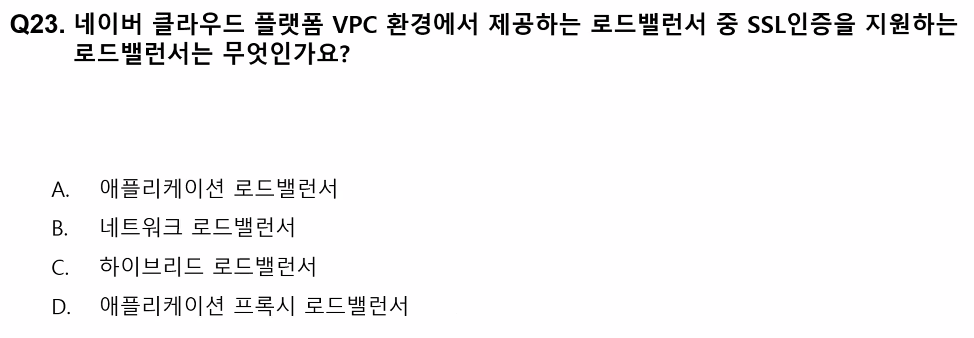 Q23. 네이버 클라우드 플랫폼 VPC 환경에서 제공하는 로드밸런서 중 SSL인증을 지원하는
로드밸런서는 무엇인가요?
A. 애플리케이션 로드밸런서
B. 네트워크 로드밸런서
C. 하이브리드 로드밸런서
D. 애플리케이션 프록시 로드밸런서